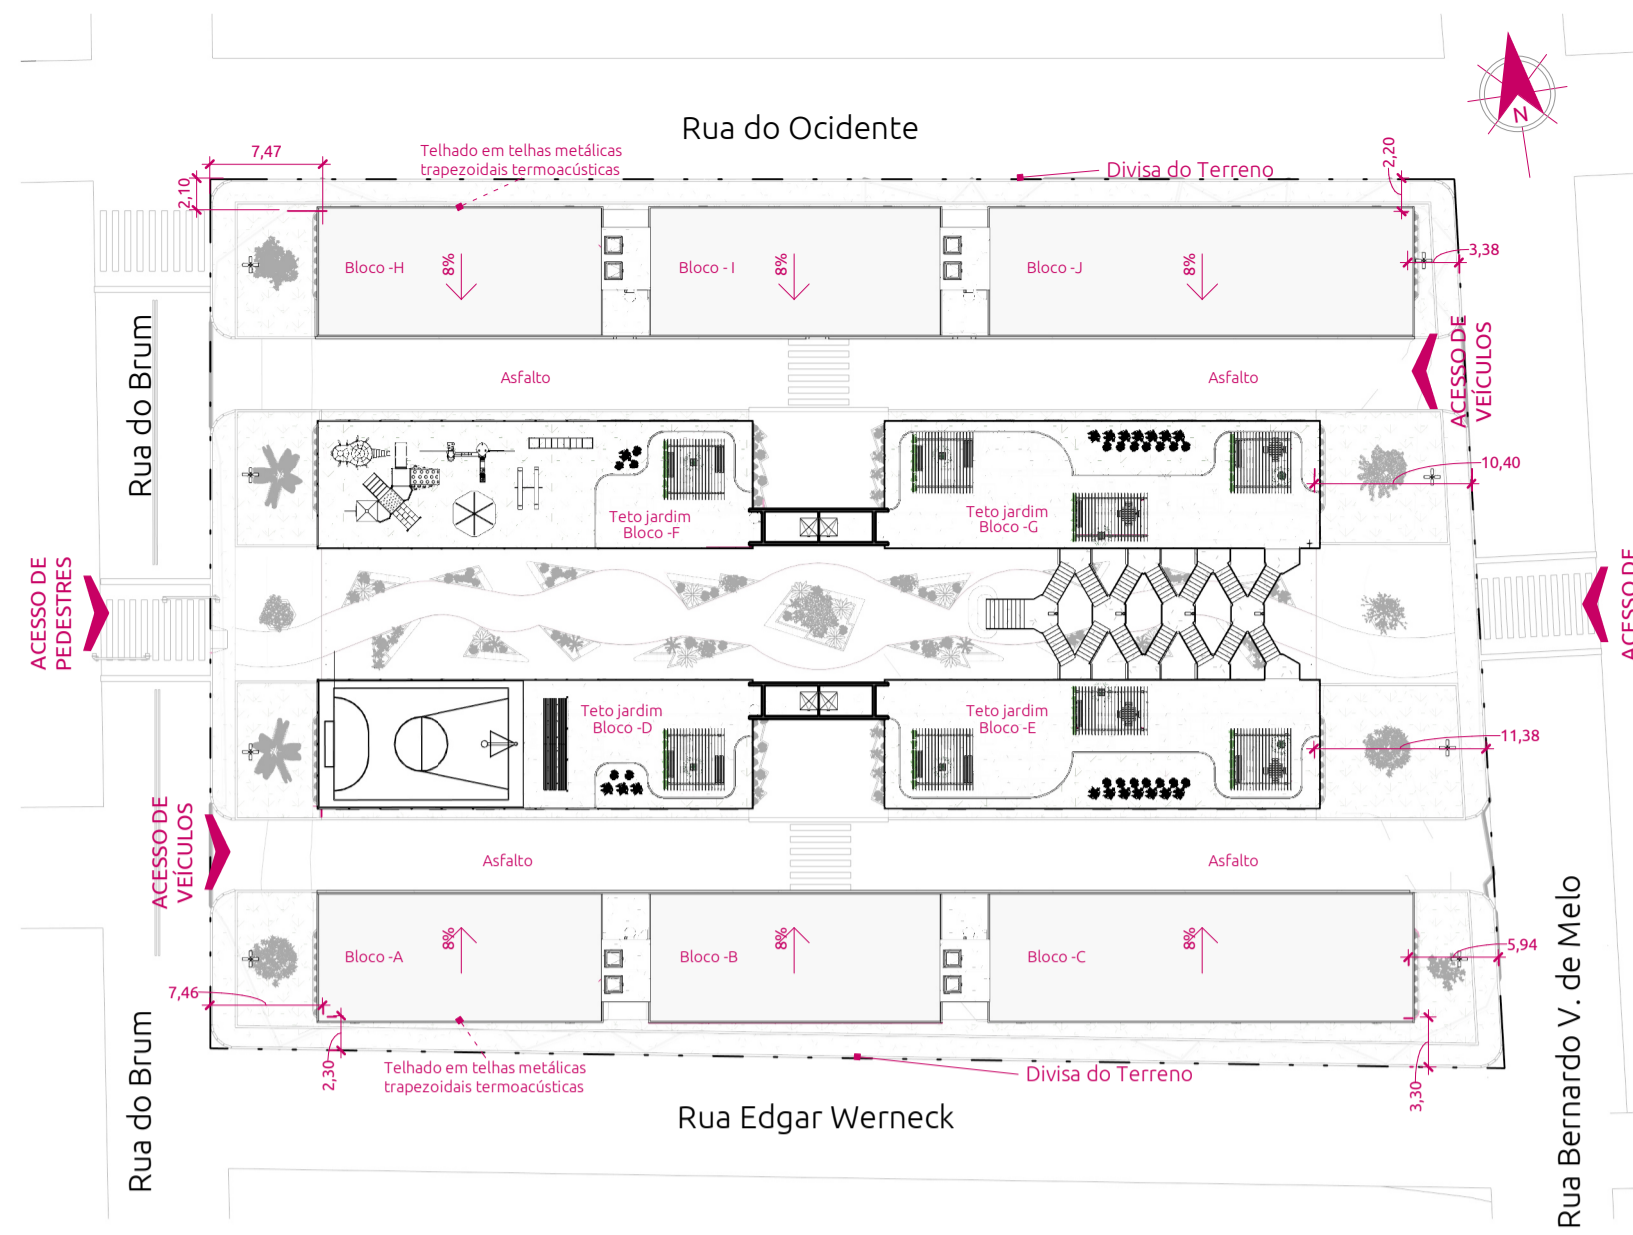 Rua do Ocidente
N
7,47
2,10
Telhado em telhas metálicas
trapezoidais termoacústicas
Divisa do Terreno
2,20
3,38
Bloco -H
8%
Bloco - I
8%
Bloco -J
8%
Rua do Brum
Asfalto
Asfalto
ACESSO DE
VEÍCULOS
10,40
Teto jardim
Bloco -F
Teto jardim
Bloco -G
ACESSO DE
PEDESTRES
ACESSO DE
Teto jardim
Bloco -D
Teto jardim
Bloco -E
11,38
ACESSO DE
VEÍCULOS
Asfalto
Asfalto
Bloco -A
8%
Bloco -B
8%
Bloco -C
8%
5,94
7,46
2,30
Telhado em telhas metálicas
trapezoidais termoacústicas
Divisa do Terreno
3,30
Rua do Brum
Rua Edgar Werneck
Rua Bernardo V. de Melo